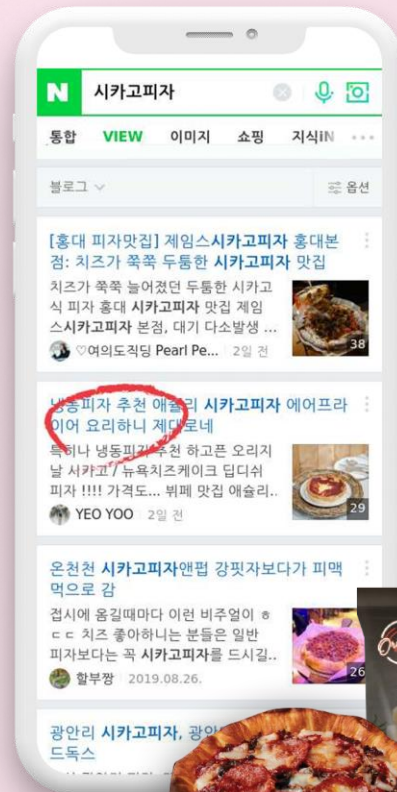 N 시카고피자
통합 VIEW 이미지 쇼핑 지식iN
블로그 옵션
[홍대 피자맛집] 제임스시카고피자 홍대본
점: 치즈가 쭉쭉 두툼한 시카고피자 맛집
치즈가 쭉쭉 늘어졌던 두툼한 시카고
식 피자 홍대 시카고피자 맛집 제임
스시카고피자 본점, 대기 다소발생 ...
♡여의도직딩 Pearl Pe... 2일 전
38
냉동피자 추천 애슐리 시카고피자 에어프라
이어 요리하니 제대로네
특히나 냉동피자 추천 하고픈 오리지
날 시카고 / 뉴욕치즈케이크 딥디쉬
피자 !!!! 가격도... 뷔페 맛집 애슐리..
YEO YOO 2일 전
29
온천천 시카고피자앤펍 강핏자보다가 피맥
먹으로 감
접시에 옮길때마다 이런 비주얼이 ㅎ
ㄷㄷ 치즈 좋아하니는 분들은 일반
피자보다는 꼭 시카고피자를 드시길..
할부짱 2019.08.26.
26
광안리 시카고피자,
드독스